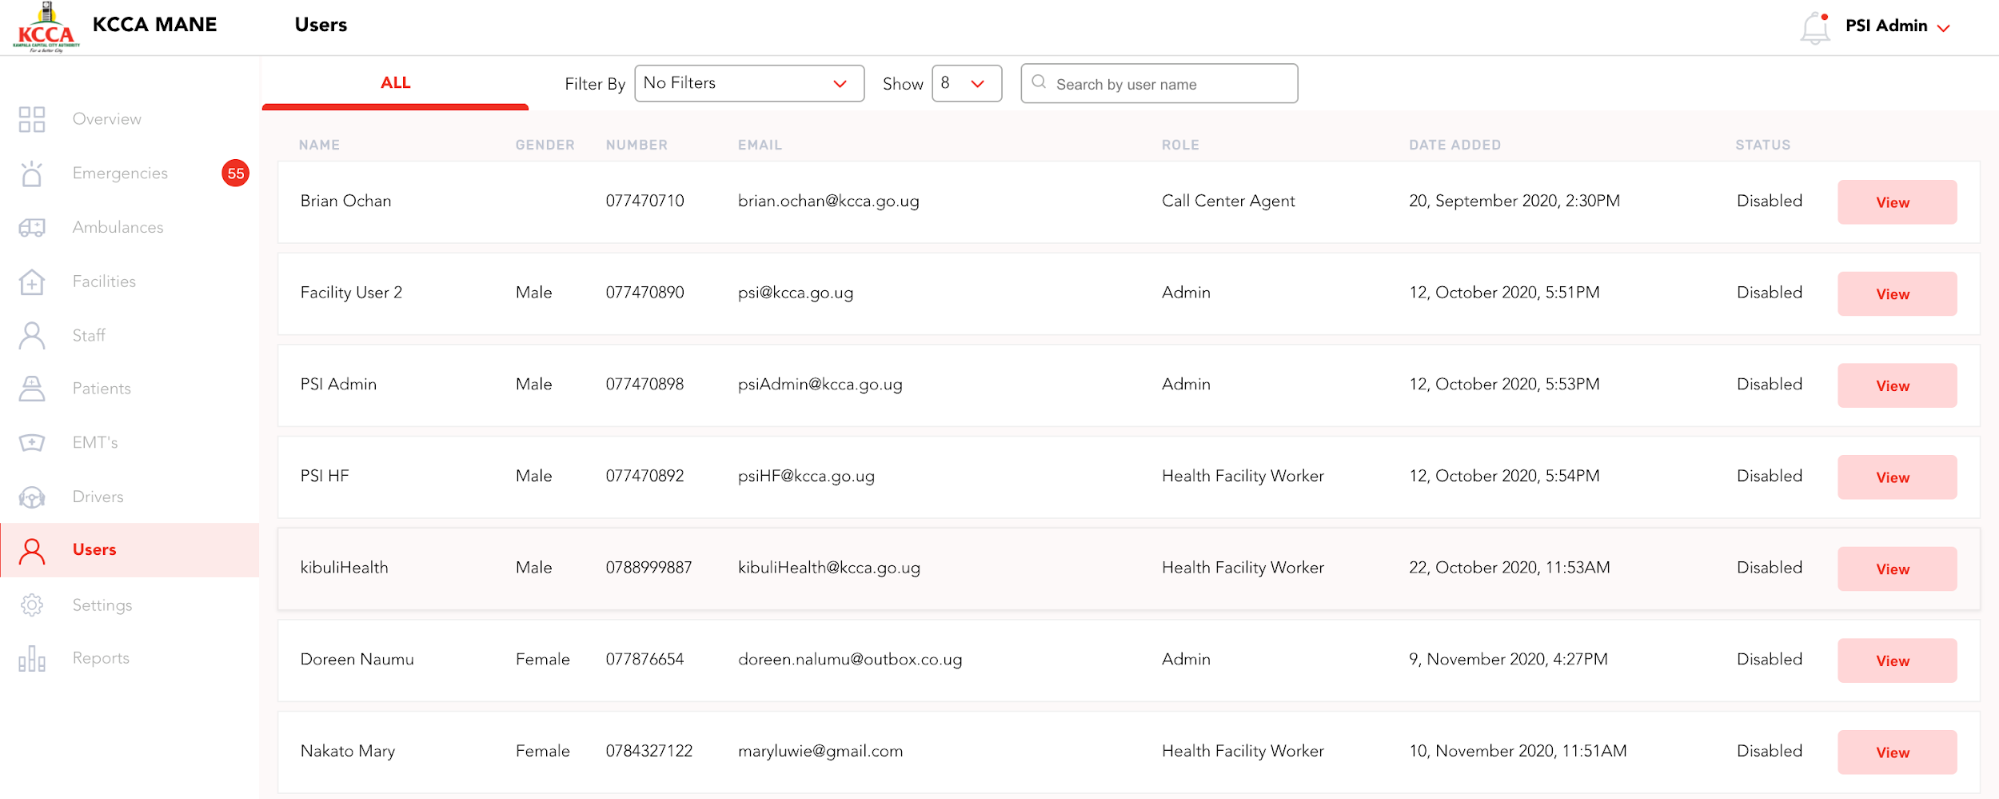 KCCA
KAMPALA CAPITAL CITY AUTHORITY
For a better City
KCCA MANE
Users
PSI Admin
ALL
Filter By
No Filters
Show
8
Search by user name
Overview
Emergencies 55
Ambulances
Facilities
Staff
Patients
EMT's
Drivers
Users
Settings
Reports
NAME GENDER NUMBER EMAIL ROLE DATE ADDED STATUS
Brian Ochan 077470710 brian.ochan@kcca.go.ug Call Center Agent 20, September 2020, 2:30PM Disabled View
Facility User 2 Male 077470890 psi@kcca.go.ug Admin 12, October 2020, 5:51PM Disabled View
PSI Admin Male 077470898 psiAdmin@kcca.go.ug Admin 12, October 2020, 5:53PM Disabled View
PSI HF Male 077470892 psiHF@kcca.go.ug Health Facility Worker 12, October 2020, 5:54PM Disabled View
kibuliHealth Male 0788999887 kibuliHealth@kcca.go.ug Health Facility Worker 22, October 2020, 11:53AM Disabled View
Doreen Naumu Female 077876654 doreen.nalumu@outbox.co.ug Admin 9, November 2020, 4:27PM Disabled View
Nakato Mary Female 0784327122 maryluwie@gmail.com Health Facility Worker 10, November 2020, 11:51AM Disabled View